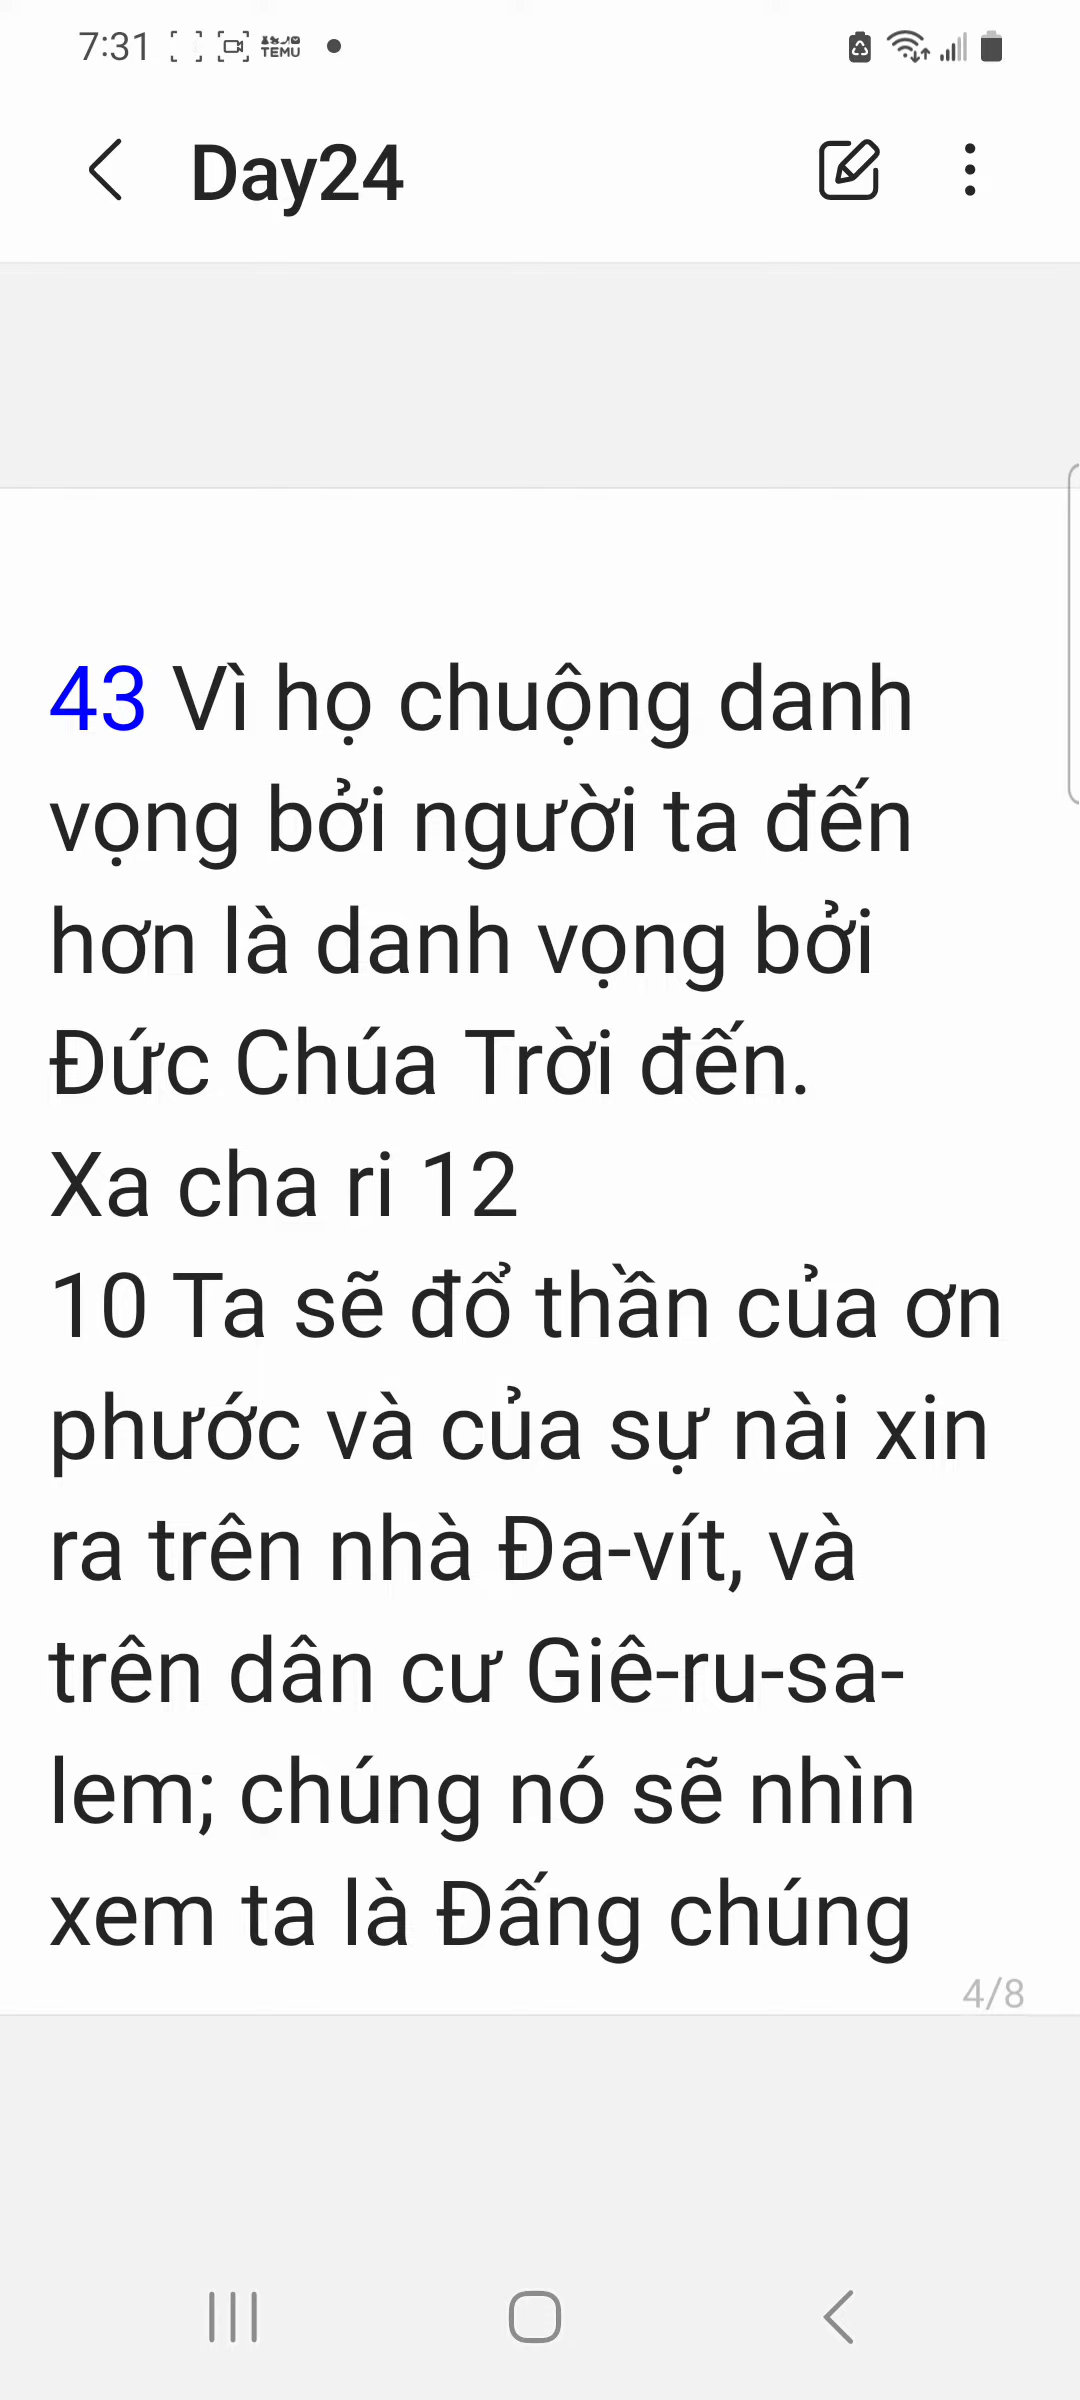 7:31
TEMU
Day24
43 Vì họ chuộng danh
vọng bởi người ta đến
hơn là danh vọng bởi
Đức Chúa Trời đến.
Xa cha ri 12
10 Ta sẽ đổ thần của ơn
phước và của sự nài xin
ra trên nhà Đa-vít, và
trên dân cư Giê-ru-sa-
lem; chúng nó sẽ nhìn
xem ta là Đấng chúng
4/8